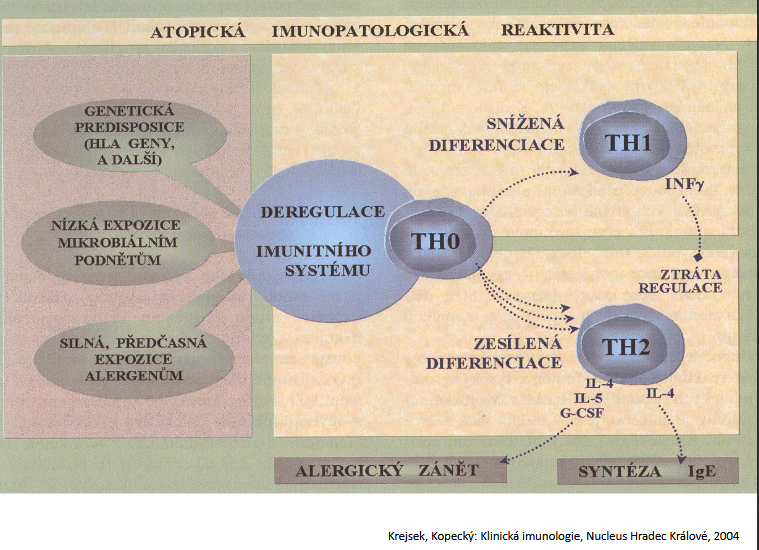 ATOPICKÁ IMUNOPATOLOGICKÁ REAKTIVITA
GENETICKÁ
PREDISPOSICE
(HLA GENY,
A DALŠÍ)
NÍZKÁ EXPOZICE
MIKROBIÁLNÍM
PODNĚTŮM
SILNÁ, PŘEDČASNÁ
EXPOZICE
ALERGENŮM
DEREGULACE
IMUNITNÍHO
SYSTÉMU
TH0
SNÍŽENÁ
DIFERENCIACE
TH1
INFγ
ZTRÁTA
REGULACE
ZESÍLENÁ
DIFERENCIACE
TH2
IL-4
IL-5
G-CSF
IL-4
ALERGICKÝ ZÁNĚT
SYNTÉZA IgE
Krejsek, Kopecký: Klinická imunologie, Nucleus Hradec Králové, 2004